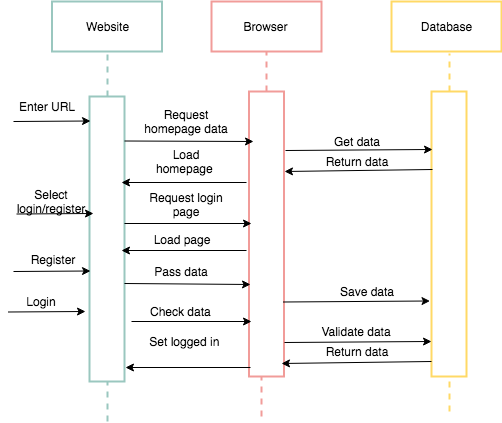 Website
Browser
Database
Enter URL
Request
homepage data
Get data
Load
homepage
Return data
Select
login/register
Request login
page
Load page
Register
Pass data
Login
Save data
Check data
Set logged in
Validate data
Return data